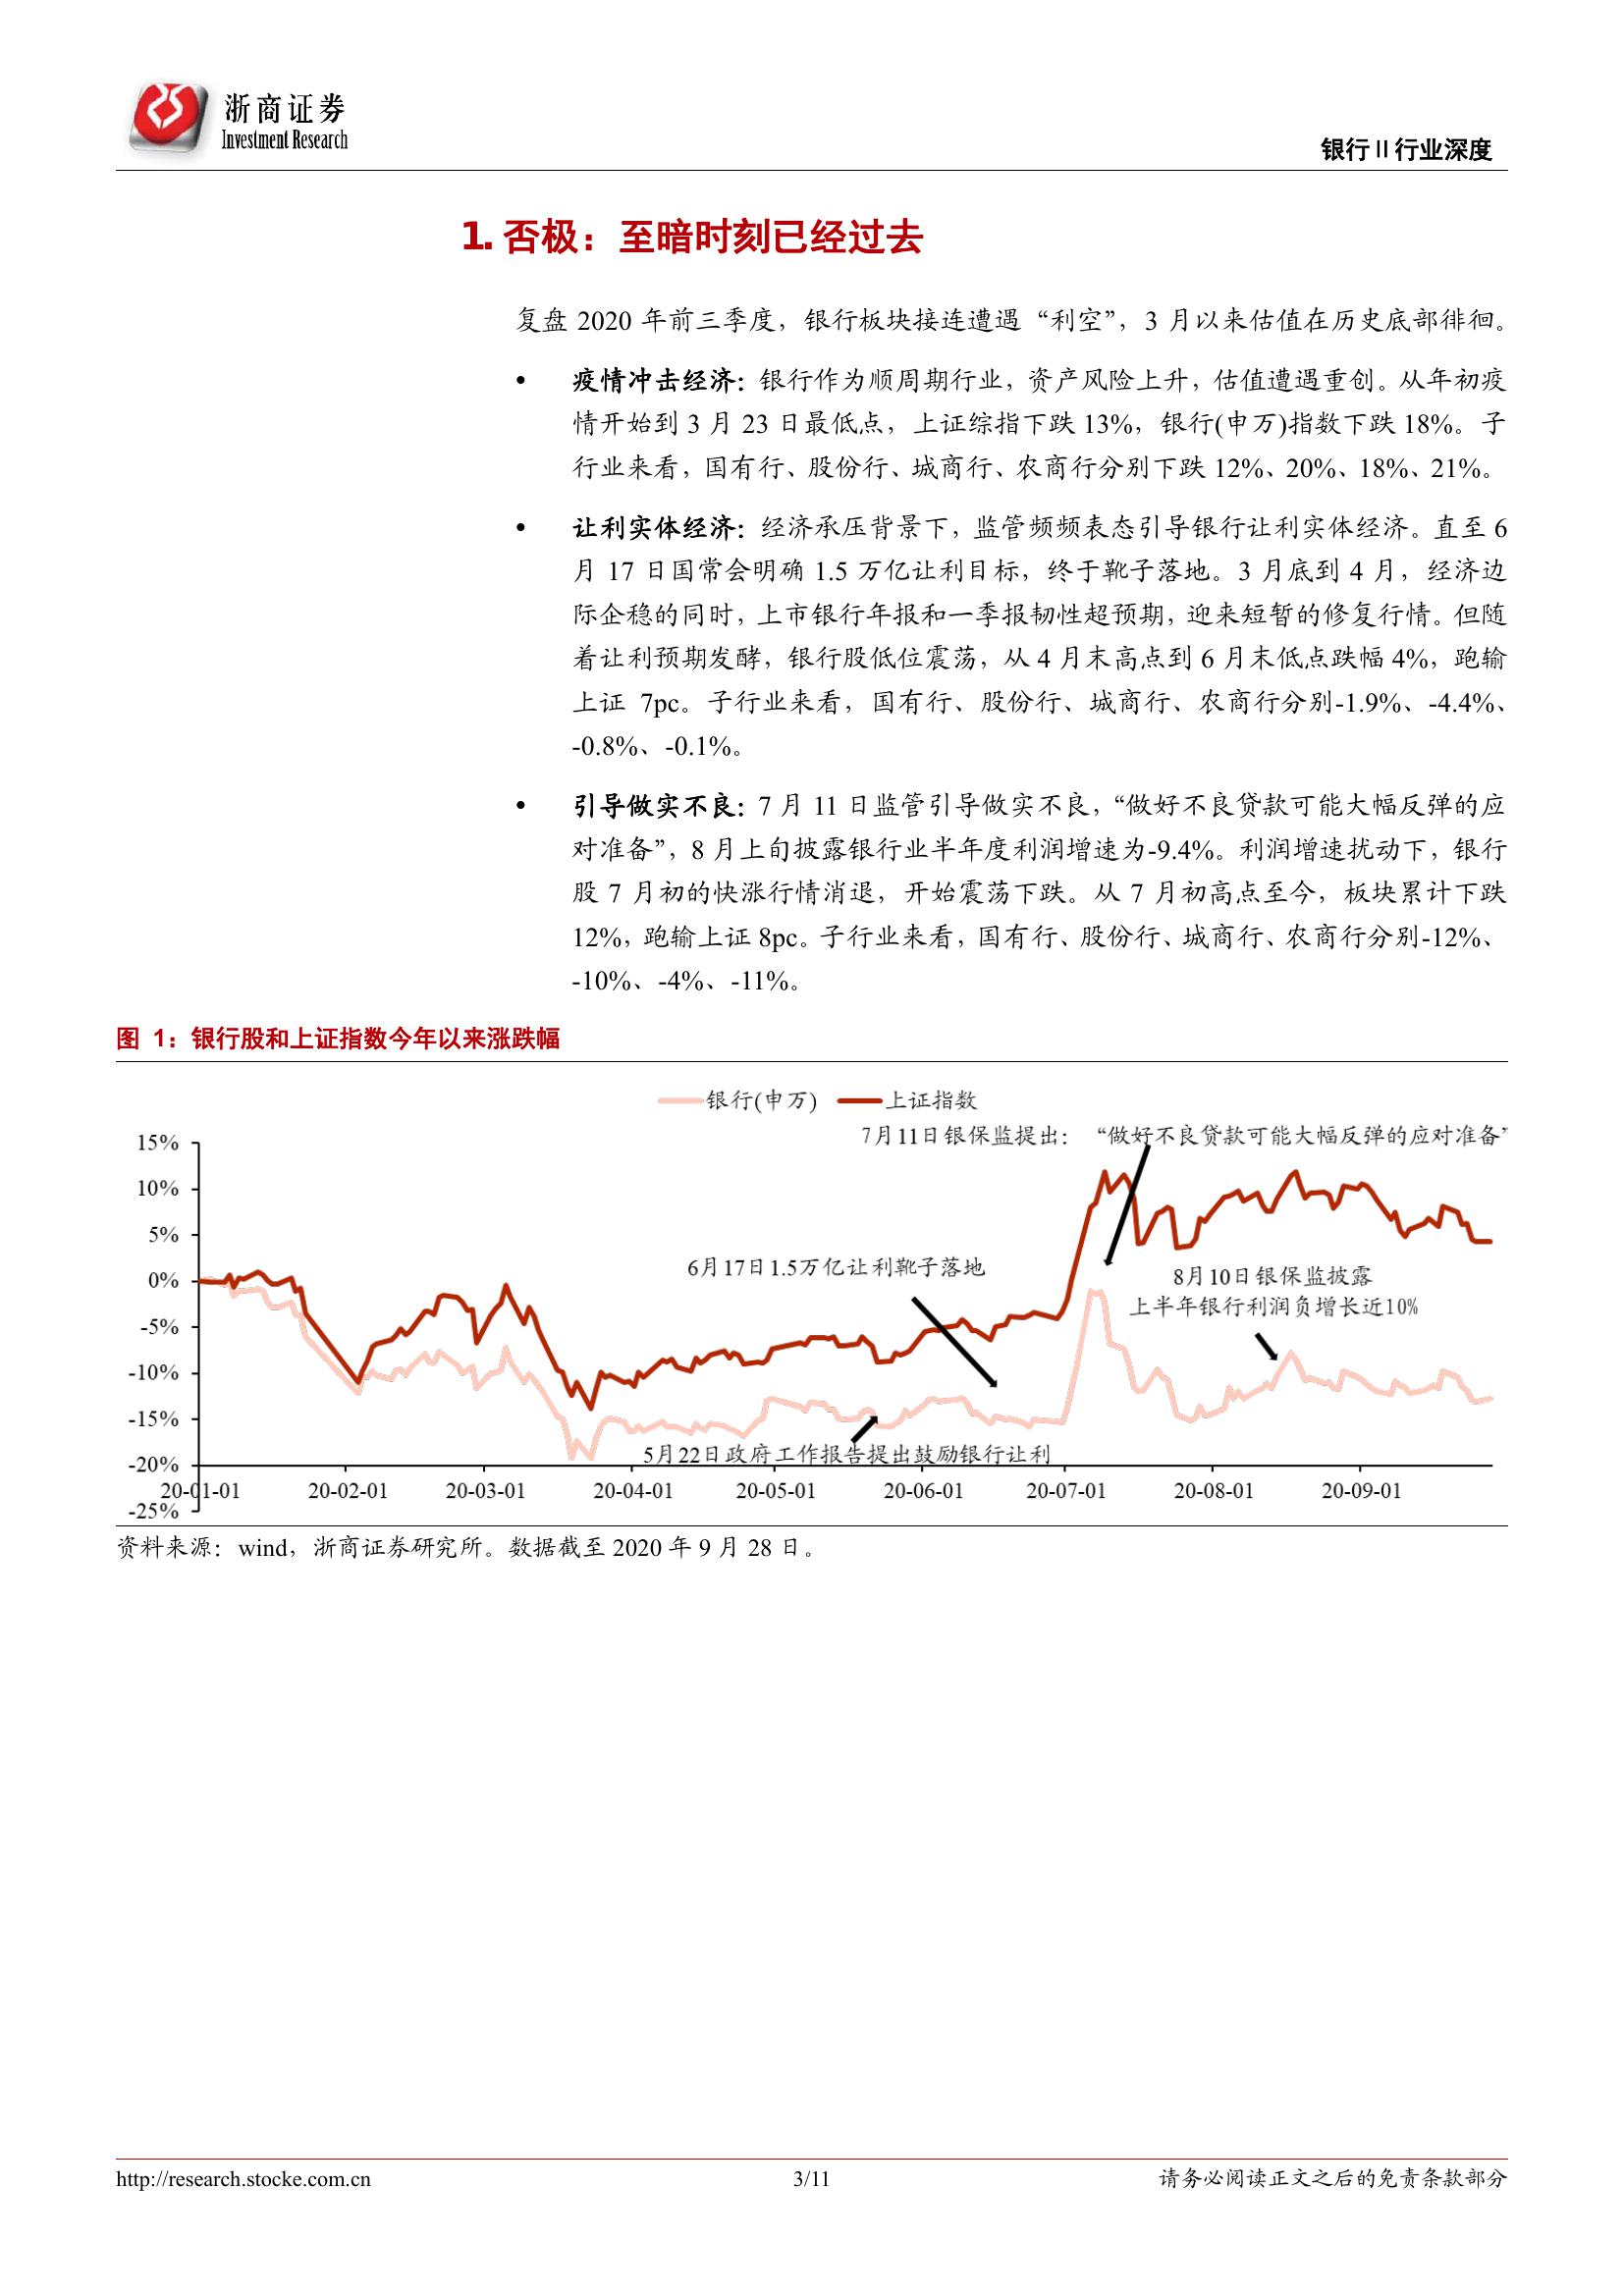 浙商证券
Investment Research
银行Ⅱ行业深度
1. 否极：至暗时刻已经过去
复盘 2020 年前三季度，银行板块接连遭遇“利空”，3 月以来估值在历史底部徘徊。
• 疫情冲击经济：银行作为顺周期行业，资产风险上升，估值遭遇重创。从年初疫
情开始到 3 月 23 日最低点，上证综指下跌 13%，银行(申万)指数下跌 18%。子
行业来看，国有行、股份行、城商行、农商行分别下跌 12%、20%、18%、21%。
• 让利实体经济：经济承压背景下，监管频频表态引导银行让利实体经济。直至 6
月 17 日国常会明确 1.5 万亿让利目标，终于靴子落地。3 月底到 4 月，经济边
际企稳的同时，上市银行年报和一季报韧性超预期，迎来短暂的修复行情。但随
着让利预期发酵，银行股低位震荡，从 4 月末高点到 6 月末低点跌幅 4%，跑输
上证 7pc。子行业来看，国有行、股份行、城商行、农商行分别-1.9%、-4.4%、
-0.8%、-0.1%。
• 引导做实不良：7 月 11 日监管引导做实不良，“做好不良贷款可能大幅反弹的应
对准备”，8 月上旬披露银行业半年度利润增速为-9.4%。利润增速扰动下，银行
股 7 月初的快涨行情消退，开始震荡下跌。从 7 月初高点至今，板块累计下跌
12%，跑输上证 8pc。子行业来看，国有行、股份行、城商行、农商行分别-12%、
-10%、-4%、-11%。
图 1：银行股和上证指数今年以来涨跌幅
银行(申万) 上证指数
7月11日银保监提出：“做好不良贷款可能大幅反弹的应对准备”
15%
10%
5%
0%
-5%
-10%
-15%
-20%
-25%
6月17日1.5万亿让利靴子落地
8月10日银保监披露
上半年银行利润负增长近10%
5月22日政府工作报告提出鼓励银行让利
20-01-01 20-02-01 20-03-01 20-04-01 20-05-01 20-06-01 20-07-01 20-08-01 20-09-01
资料来源：wind，浙商证券研究所。数据截至 2020 年 9 月 28 日。
http://research.stocke.com.cn 3/11 请务必阅读正文之后的免责条款部分